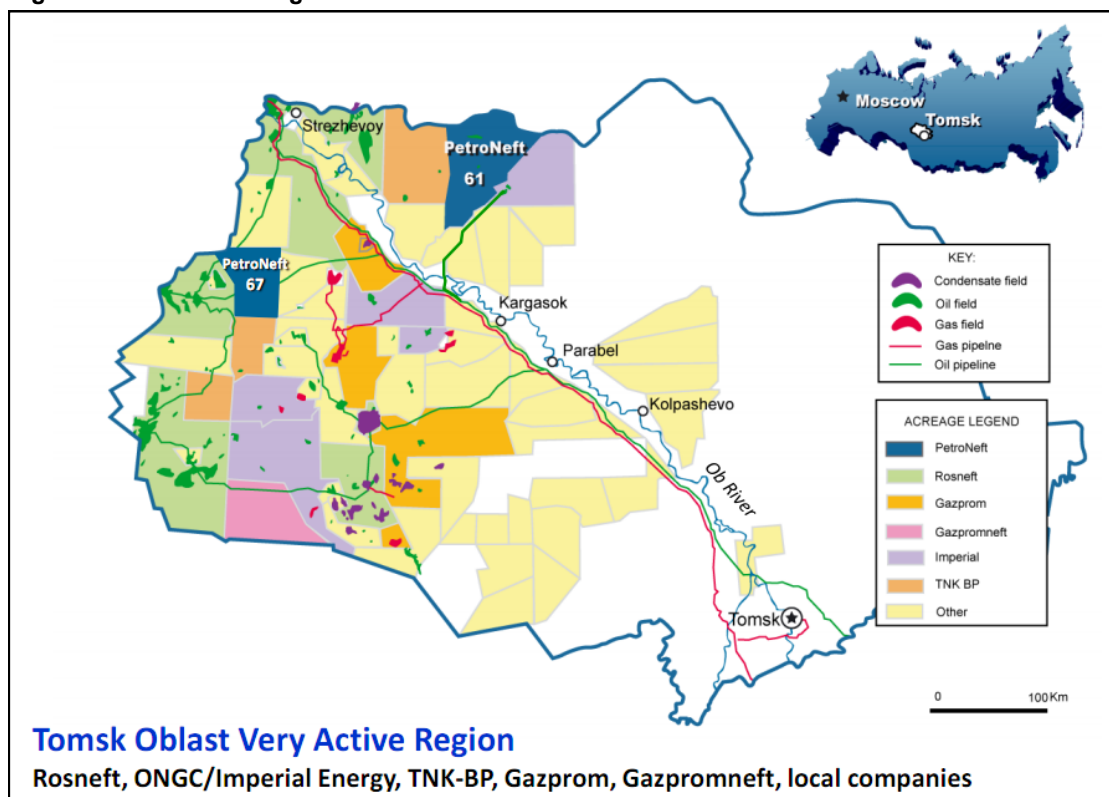 Moscow
Tomsk
Strezhevoy
PetroNeft
61
PetroNeft
67
Kargasok
Parabel
Kolpashevo
Ob River
Tomsk
KEY:
Condensate field
Oil field
Gas field
Gas pipelne
Oil pipeline
ACREAGE LEGEND
PetroNeft
Rosneft
Gazprom
Gazpromneft
Imperial
TNK BP
Other
0 100 Km
Tomsk Oblast Very Active Region
Rosneft, ONGC/Imperial Energy, TNK-BP, Gazprom, Gazpromneft, local companies